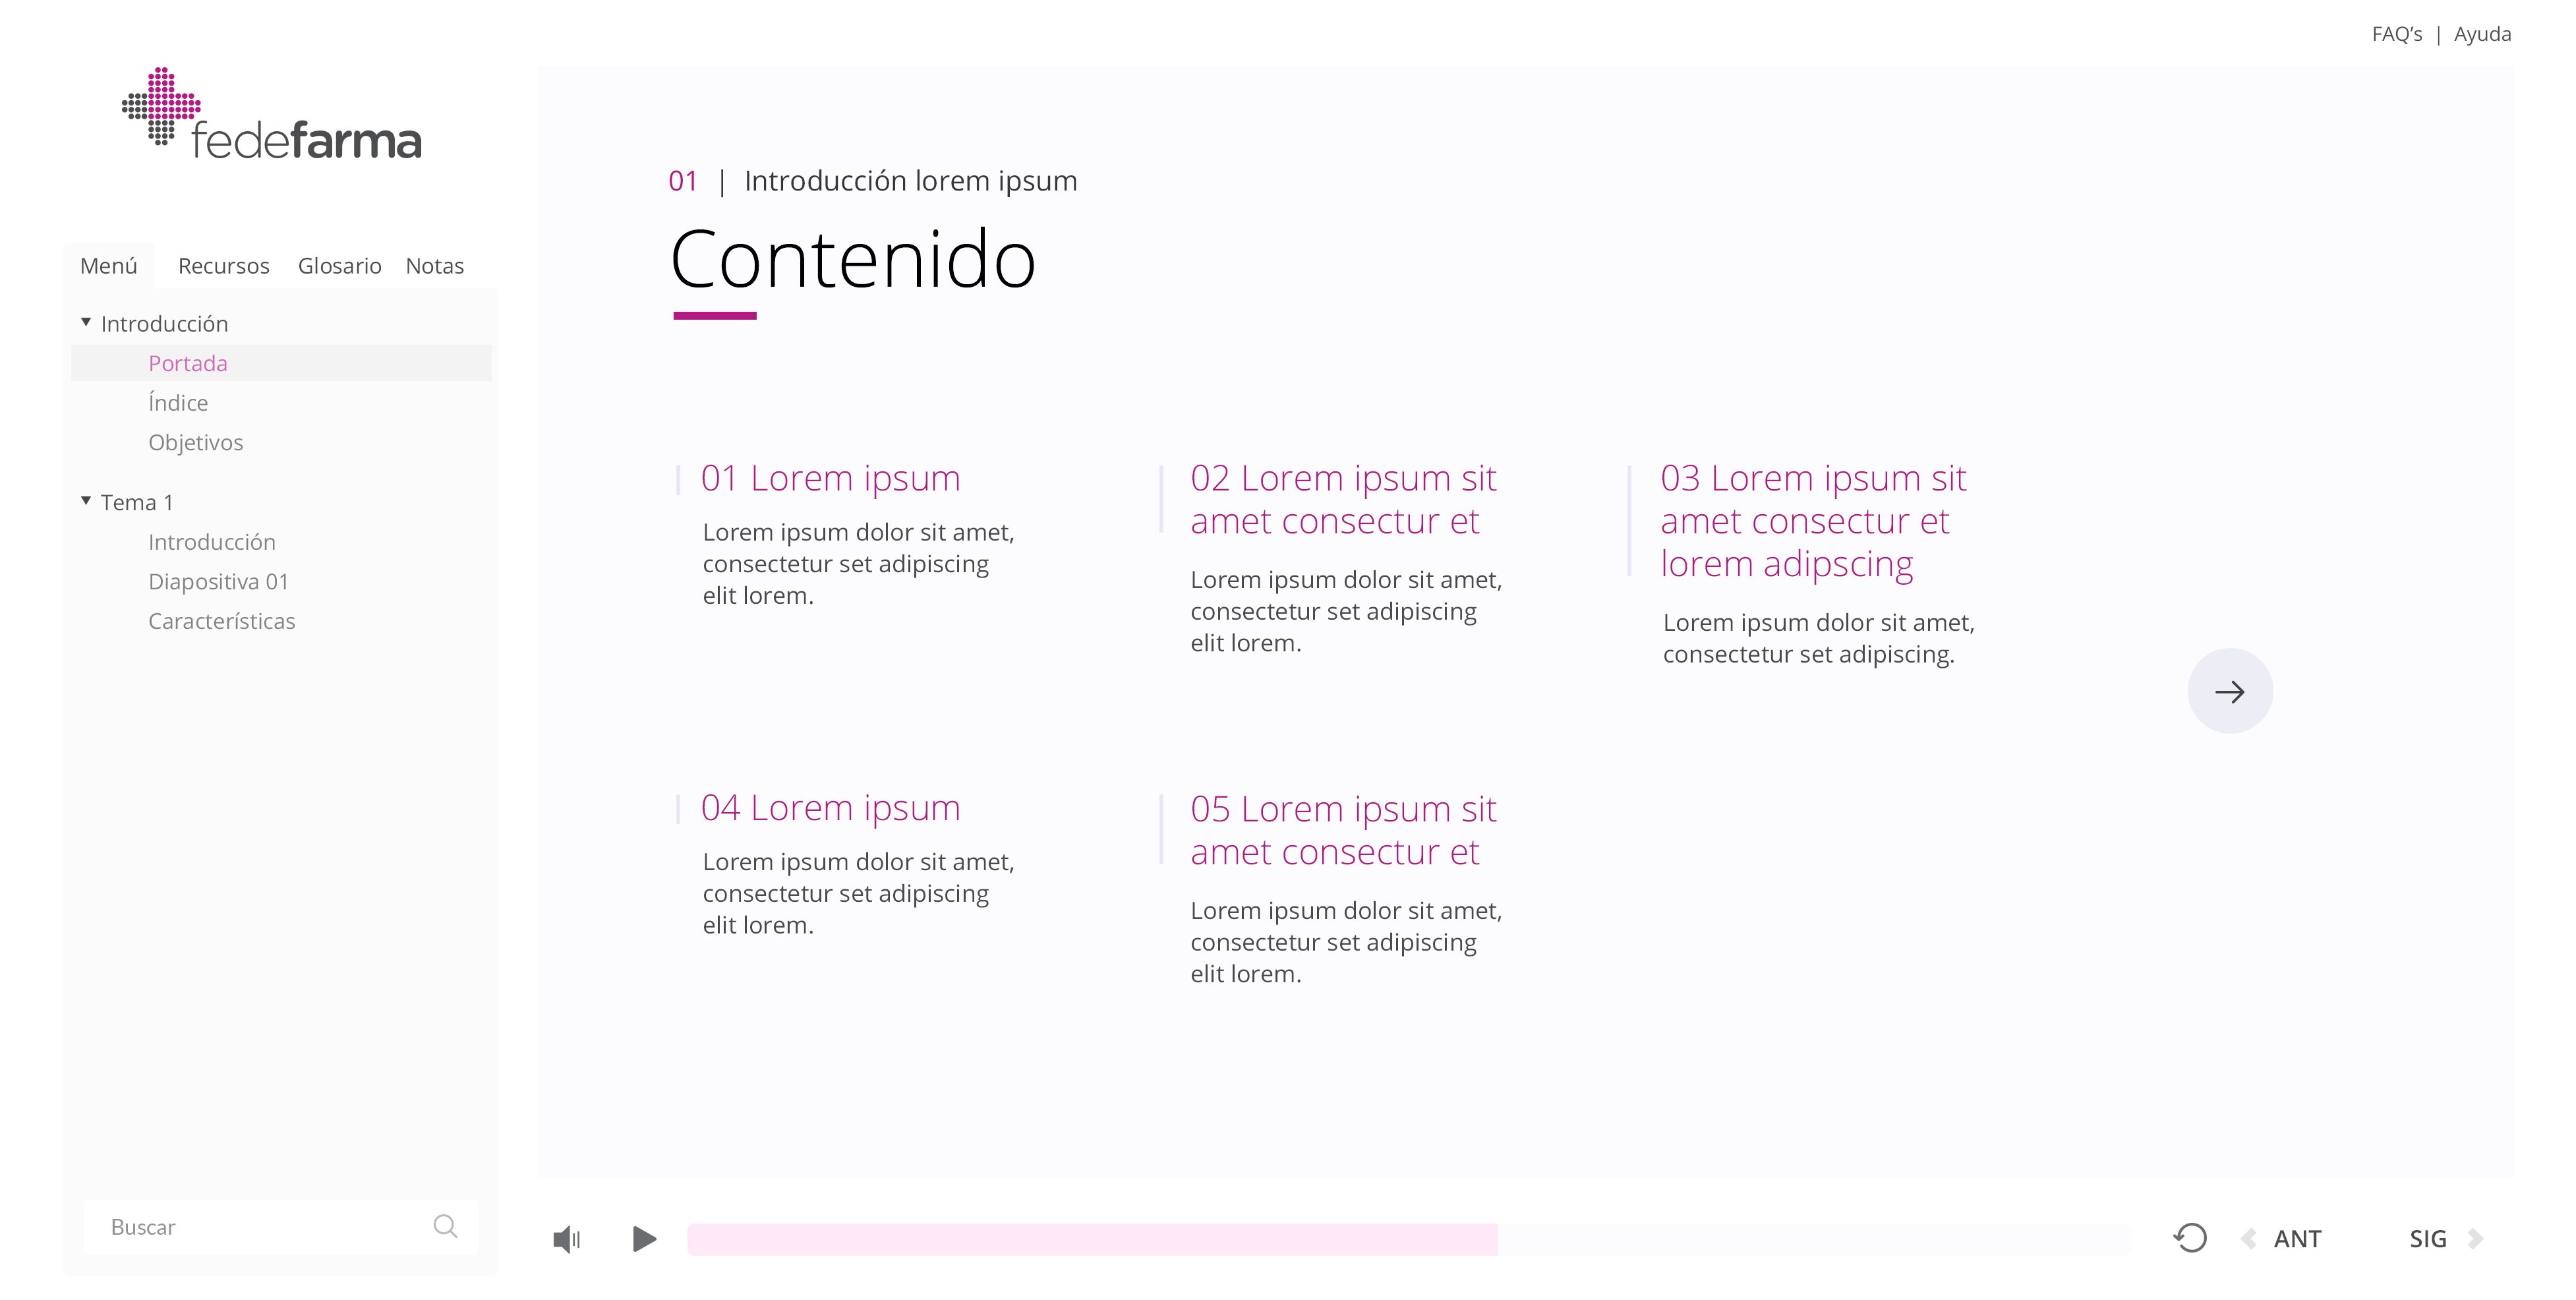 FAQ's | Ayuda
fedefarma
Menú Recursos Glosario Notas
Introducción
Portada
Índice
Objetivos
Tema 1
Introducción
Diapositiva 01
Características
Buscar
01 | Introducción lorem ipsum
Contenido
01 Lorem ipsum
Lorem ipsum dolor sit amet,
consectetur set adipiscing
elit lorem.
02 Lorem ipsum sit
amet consectur et
Lorem ipsum dolor sit amet,
consectetur set adipiscing
elit lorem.
03 Lorem ipsum sit
amet consectur et
lorem adipscing
Lorem ipsum dolor sit amet,
consectetur set adipiscing.
04 Lorem ipsum
Lorem ipsum dolor sit amet,
consectetur set adipiscing
elit lorem.
05 Lorem ipsum sit
amet consectur et
Lorem ipsum dolor sit amet,
consectetur set adipiscing
elit lorem.
ANT SIG